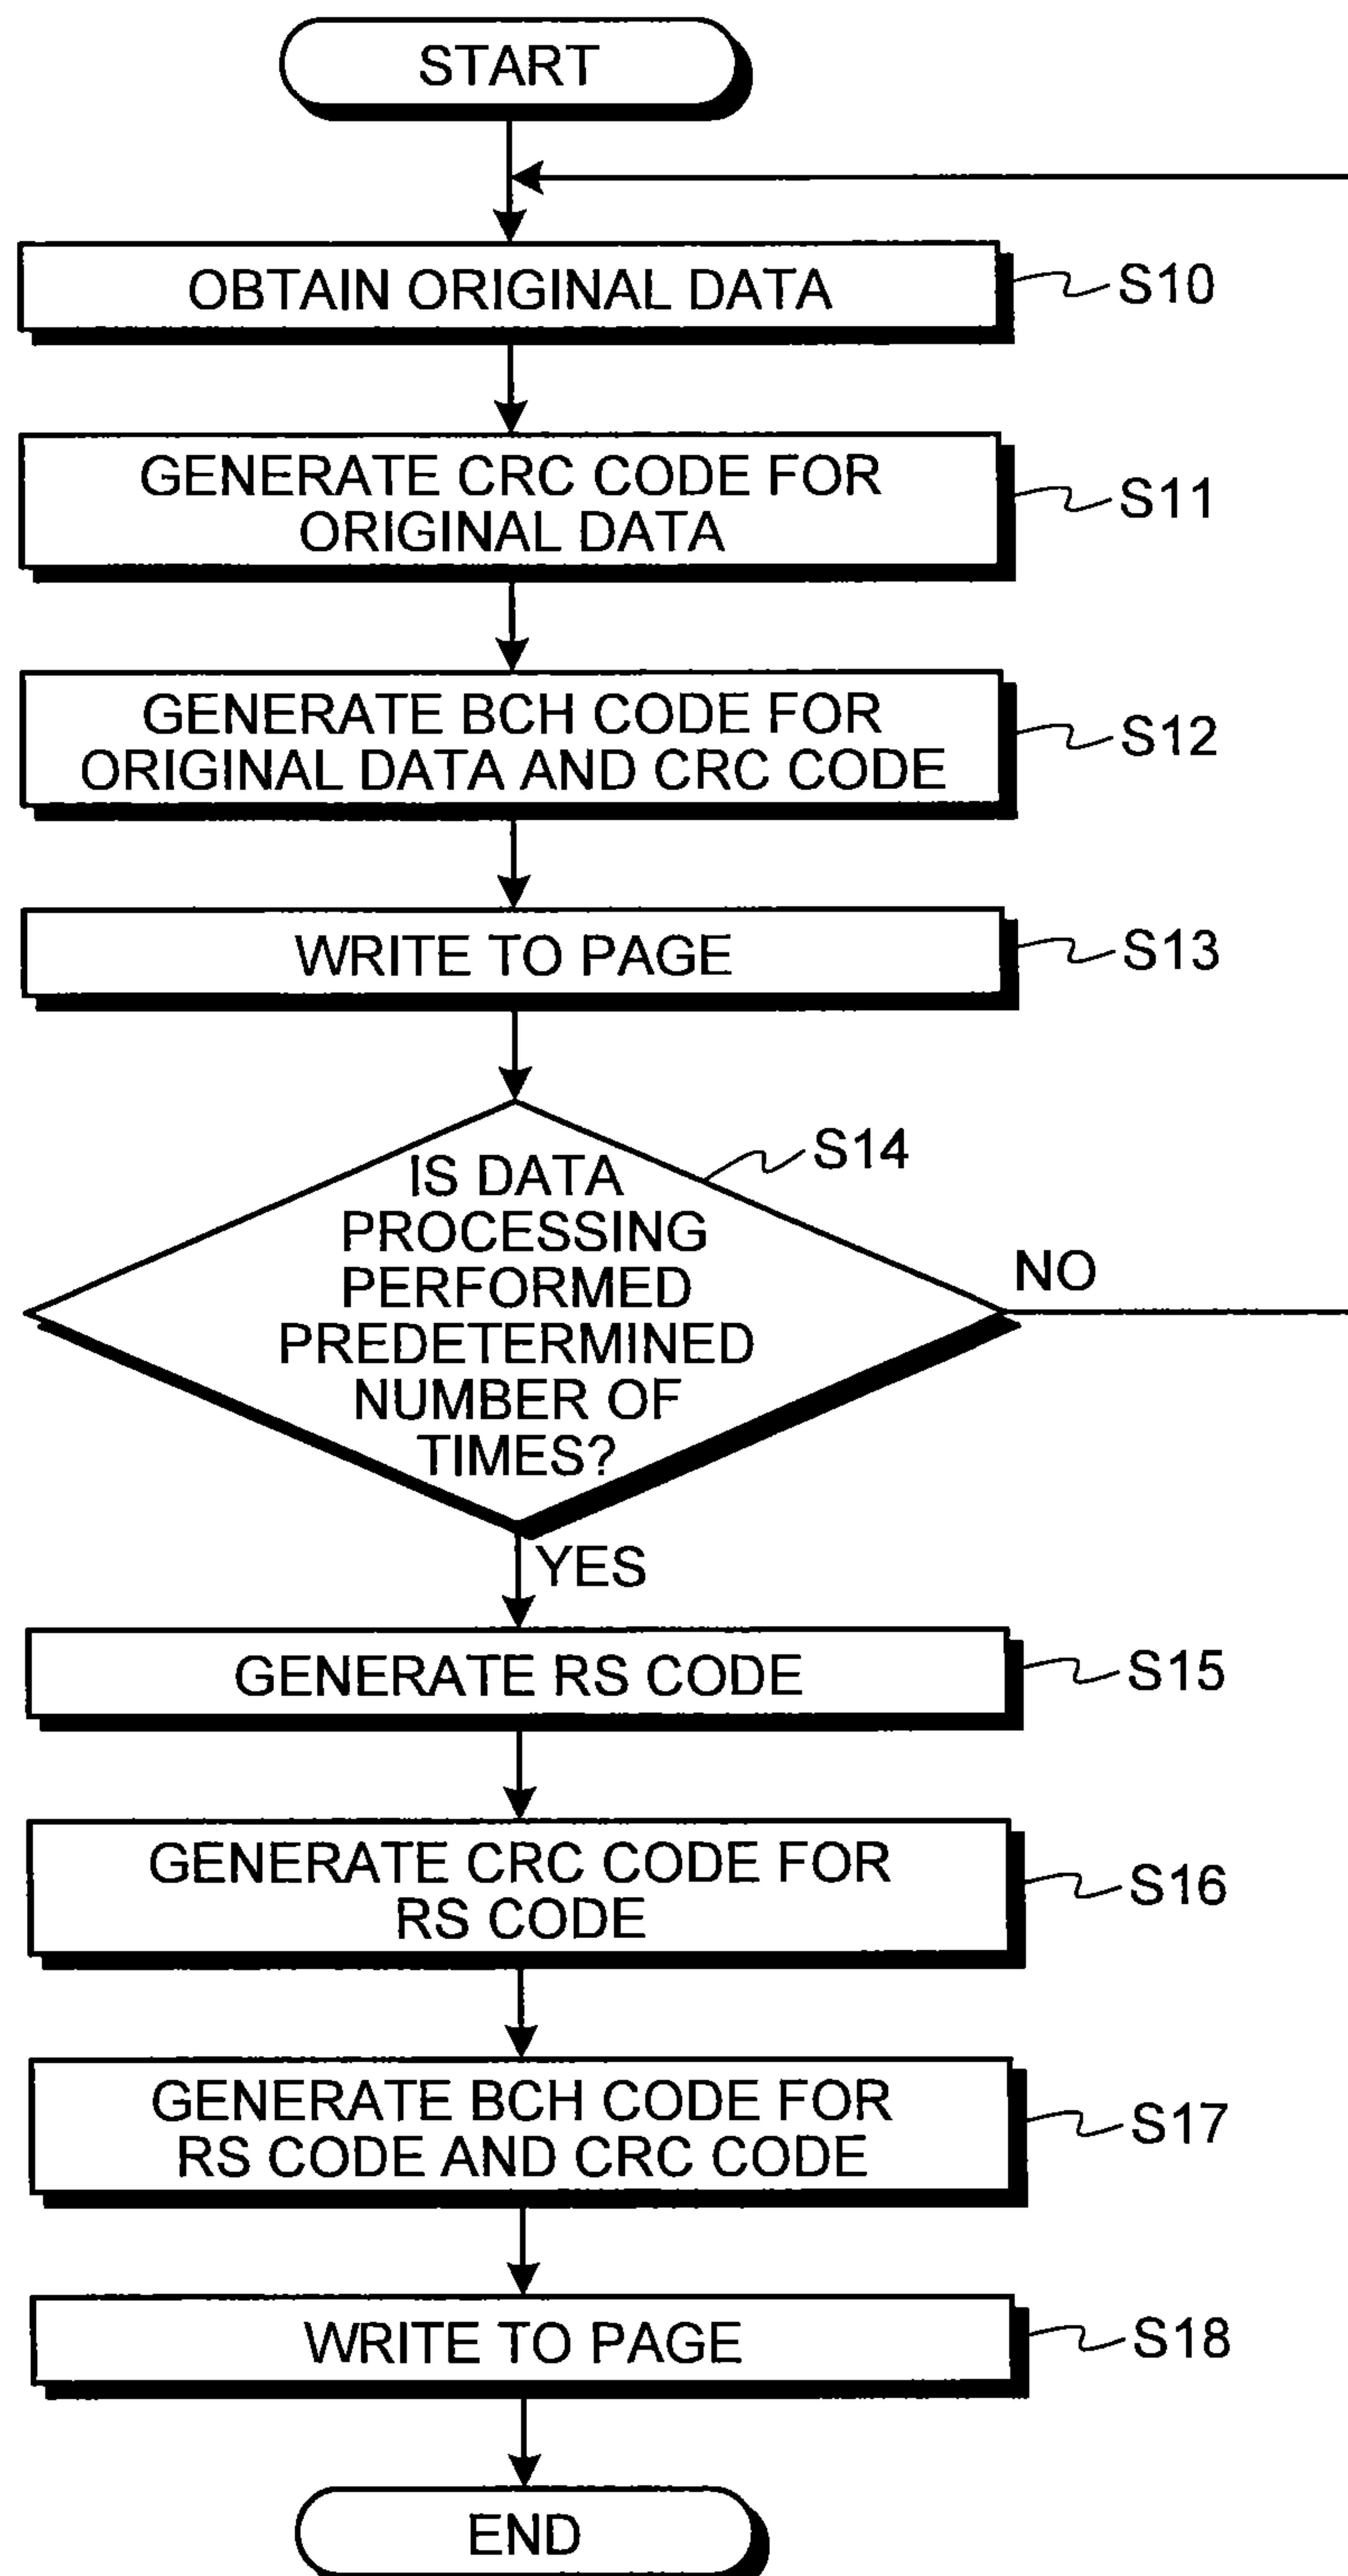 START
OBTAIN ORIGINAL DATA
S10
GENERATE CRC CODE FOR
ORIGINAL DATA
S11
GENERATE BCH CODE FOR
ORIGINAL DATA AND CRC CODE
S12
WRITE TO PAGE
S13
S14
IS DATA
PROCESSING
PERFORMED
PREDETERMINED
NUMBER OF
TIMES?
NO
YES
GENERATE RS CODE
S15
GENERATE CRC CODE FOR
RS CODE
S16
GENERATE BCH CODE FOR
RS CODE AND CRC CODE
S17
WRITE TO PAGE
S18
END